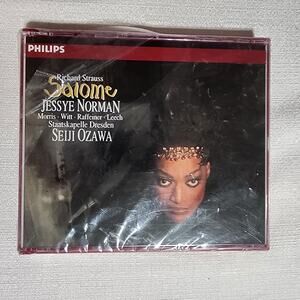 PHILIPS
Richard Strauss
Salome
JESSYE NORMAN
Morris · Witt · Raffeiner · Leech
Staatskapelle Dresden
SEIJI OZAWA